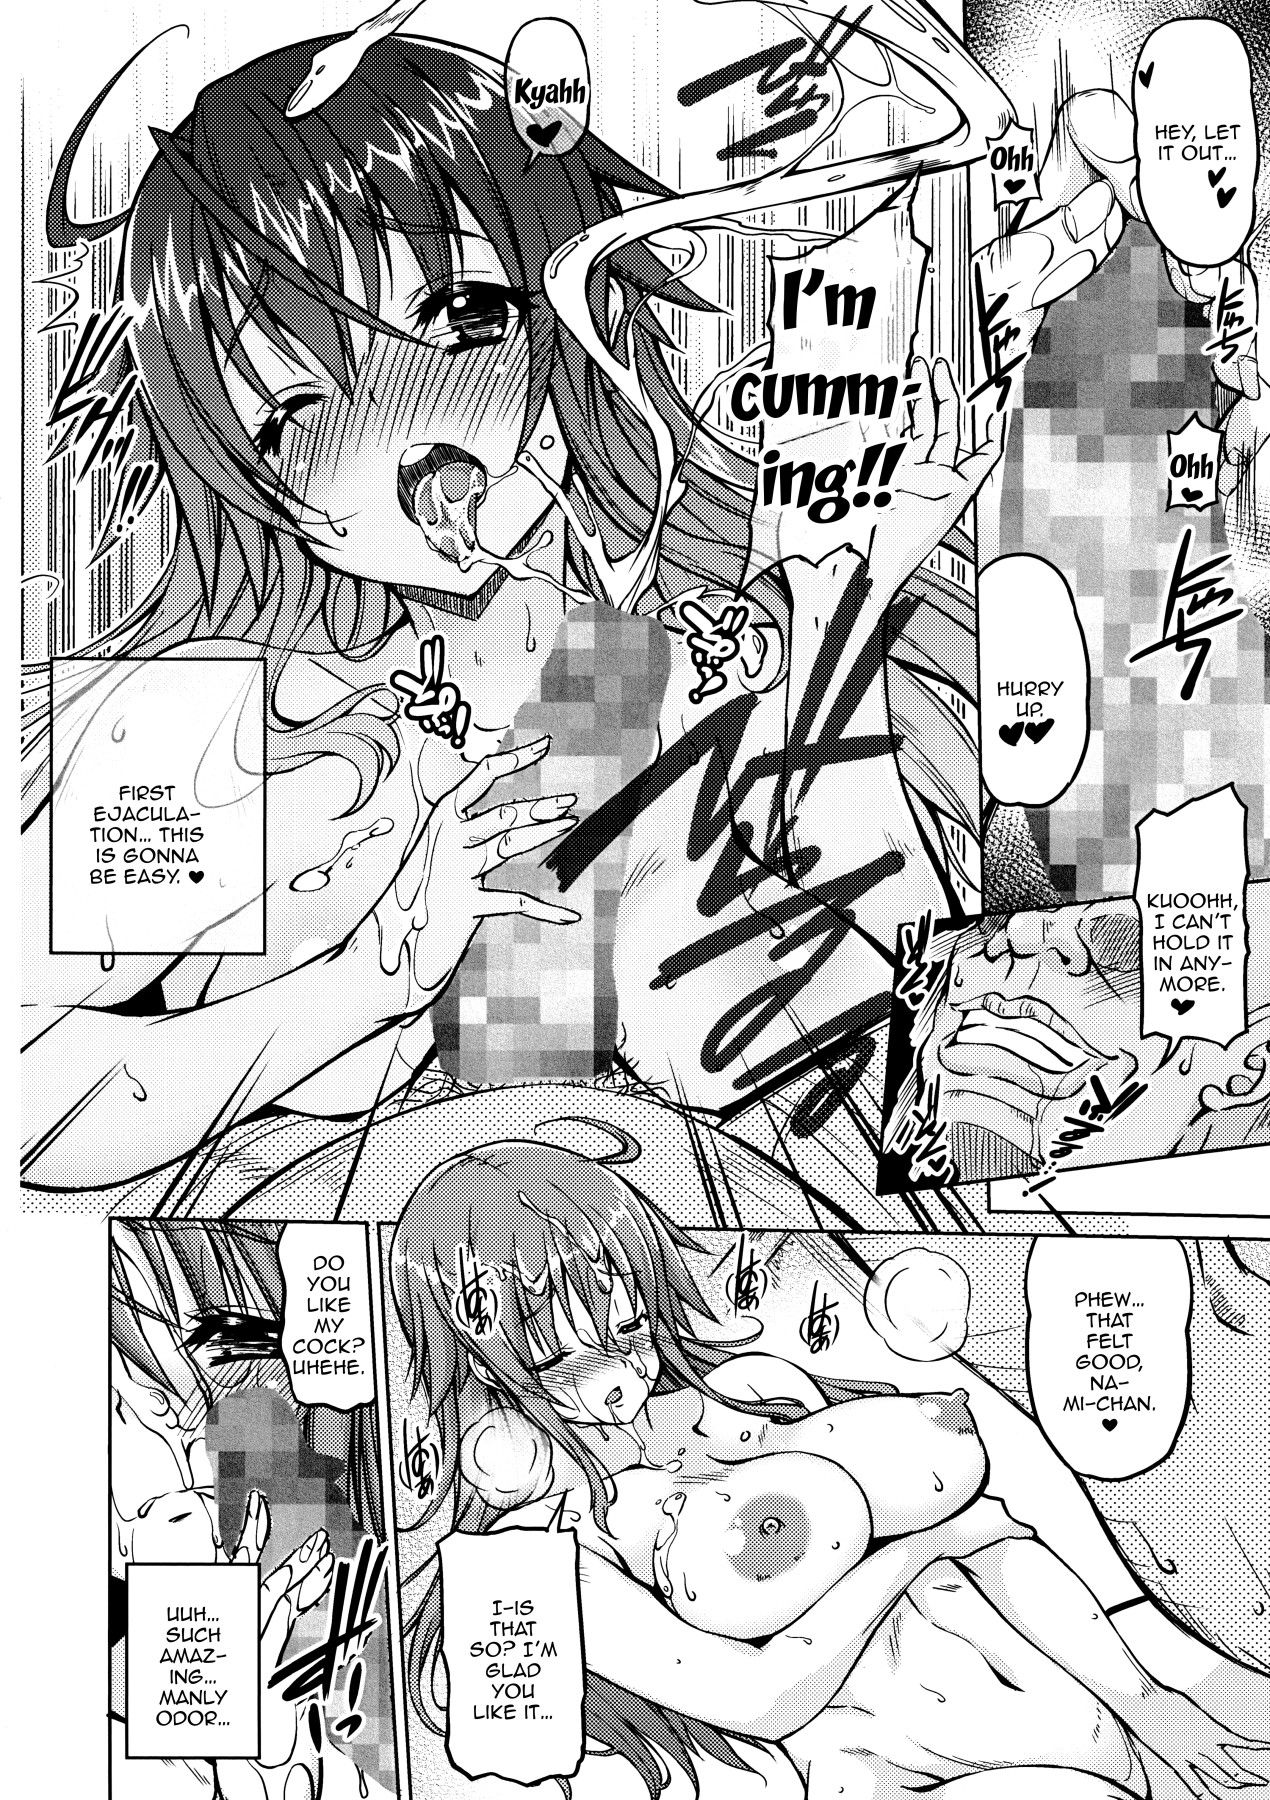 HEY, LET
IT OUT...
Ohh
Ohh
HURRY
UP.
KUOOHH,
I CAN'T
HOLD IT
IN ANY-
MORE.
I'm
cumm-
ing!!
Kyahh
FIRST
EJACULA-
TION... THIS
IS GONNA
BE EASY.
PHEW...
THAT
FELT
GOOD,
NA-
MI-CHAN.
I-IS
THAT
SO? I'M
GLAD
YOU
LIKE IT...
DO
YOU
LIKE
MY
COCK?
UHEHE.
UUH...
SUCH
AMAZ-
ING...
MANLY
ODOR...